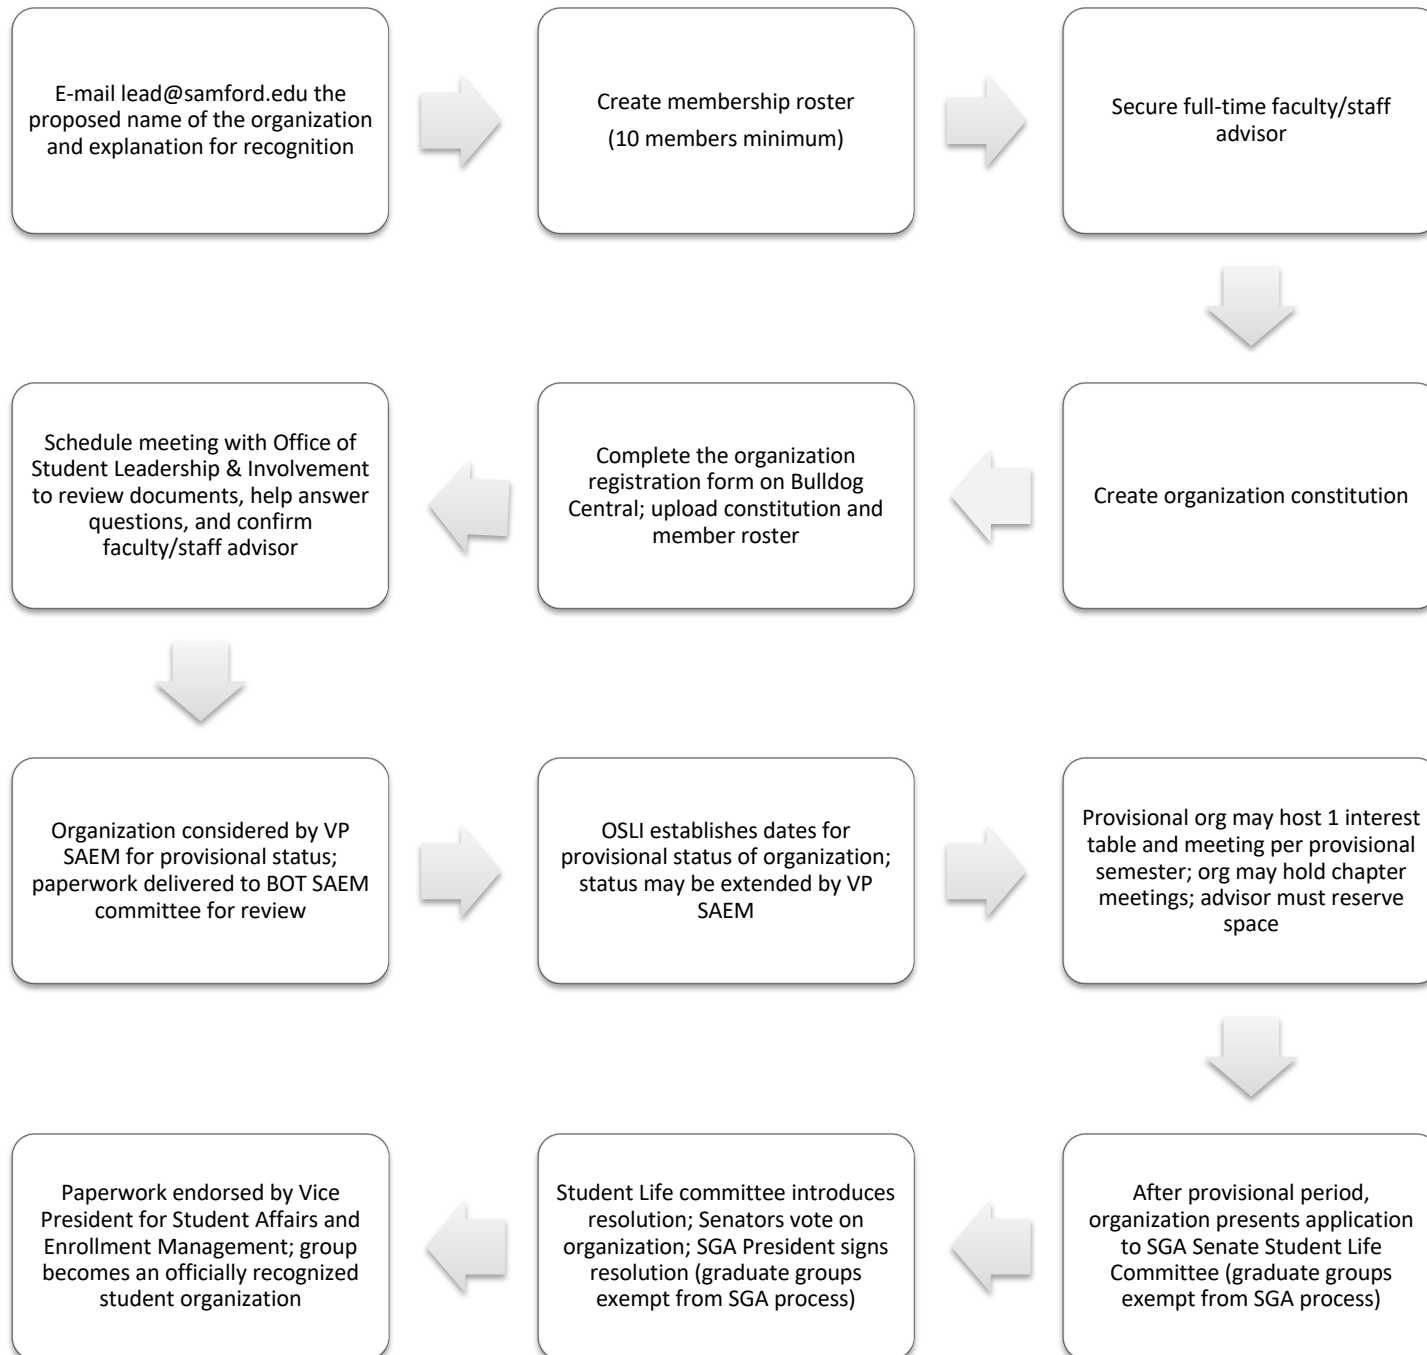 E-mail lead@samford.edu the
proposed name of the organization
and explanation for recognition
Create membership roster
(10 members minimum)
Secure full-time faculty/staff
advisor
Create organization constitution
Complete the organization
registration form on Bulldog
Central; upload constitution and
member roster
Schedule meeting with Office of
Student Leadership & Involvement
to review documents, help answer
questions, and confirm
faculty/staff advisor
Organization considered by VP
SAEM for provisional status;
paperwork delivered to BOT SAEM
committee for review
OSLI establishes dates for
provisional status of organization;
status may be extended by VP
SAEM
Provisional org may host 1 interest
table and meeting per provisional
semester; org may hold chapter
meetings; advisor must reserve
space
After provisional period,
organization presents application
to SGA Senate Student Life
Committee (graduate groups
exempt from SGA process)
Student Life committee introduces
resolution; Senators vote on
organization; SGA President signs
resolution (graduate groups
exempt from SGA process)
Paperwork endorsed by Vice
President for Student Affairs and
Enrollment Management; group
becomes an officially recognized
student organization